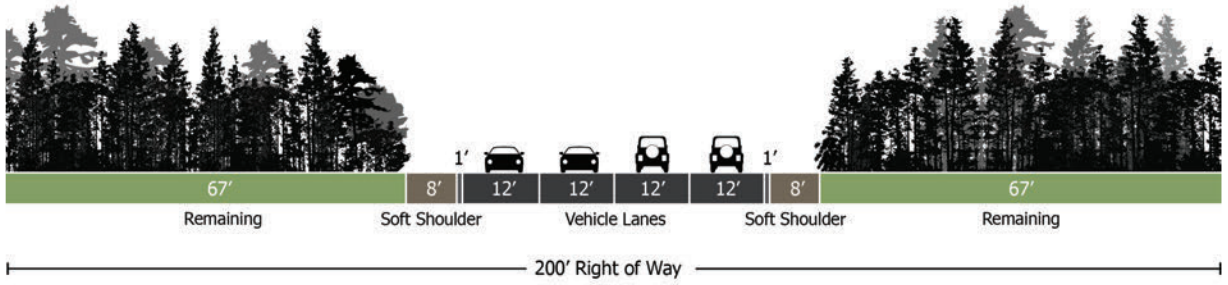 1’ 1’
67’ 8’ 12’ 12’ 12’ 12’ 8’ 67’
Remaining Soft Shoulder Vehicle Lanes Soft Shoulder Remaining
200’ Right of Way